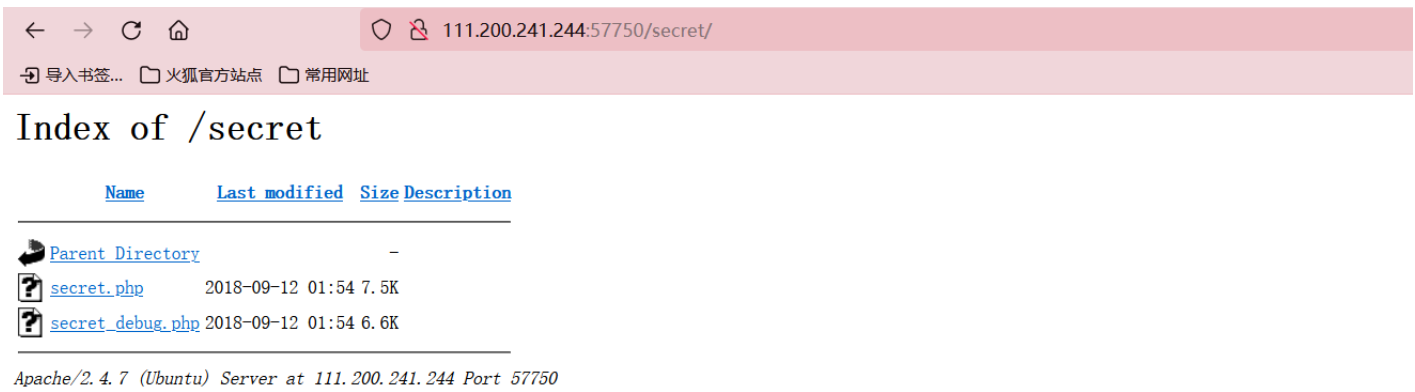 111.200.241.244:57750/secret/
导入书签... 火狐官方站点 常用网址
Index of /secret
Name Last modified Size Description
Parent Directory -
secret.php 2018-09-12 01:54 7.5K
secret_debug.php 2018-09-12 01:54 6.6K
Apache/2.4.7 (Ubuntu) Server at 111.200.241.244 Port 57750